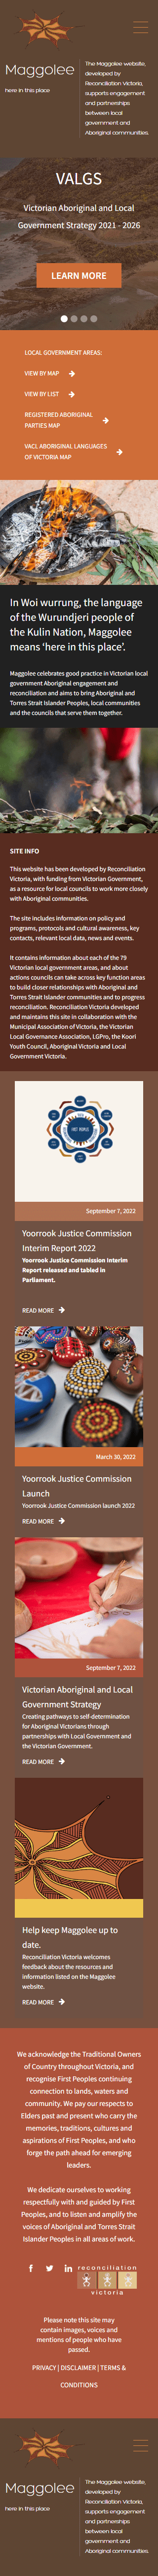 Maggolee
here in this place
The Maggolee website,
developed by
Reconciliation Victoria,
supports engagement
and partnerships
between local
government and
Aboriginal communities.
VALGS
Victorian Aboriginal and Local
Government Strategy 2021 - 2026
LEARN MORE
LOCAL GOVERNMENT AREAS:
VIEW BY MAP
VIEW BY LIST
REGISTERED ABORIGINAL
PARTIES MAP
VACL ABORIGINAL LANGUAGES
OF VICTORIA MAP
In Woi wurrung, the language
of the Wurundjeri people of
the Kulin Nation, Maggolee
means ‘here in this place’.
Maggolee celebrates good practice in Victorian local
government Aboriginal engagement and
reconciliation and aims to bring Aboriginal and
Torres Strait Islander Peoples, local communities
and the councils that serve them together.
SITE INFO
This website has been developed by Reconciliation
Victoria, with funding from Victorian Government,
as a resource for local councils to work more closely
with Aboriginal communities.
The site includes information on policy and
programs, protocols and cultural awareness, key
contacts, relevant local data, news and events.
It contains information about each of the 79
Victorian local government areas, and about
actions councils can take across key function areas
to build closer relationships with Aboriginal and
Torres Strait Islander communities and to progress
reconciliation. Reconciliation Victoria developed
and maintains this site in collaboration with the
Municipal Association of Victoria, the Victorian
Local Governance Association, LGPro, the Koori
Youth Council, Aboriginal Victoria and Local
Government Victoria.
FIRST PEOPLES
September 7, 2022
Yoorrook Justice Commission
Interim Report 2022
Yoorrook Justice Commission Interim
Report released and tabled in
Parliament.
READ MORE
March 30, 2022
Yoorrook Justice Commission
Launch
Yoorrook Justice Commission launch 2022
READ MORE
September 7, 2022
Victorian Aboriginal and Local
Government Strategy
Creating pathways to self-determination
for Aboriginal Victorians through
partnerships with Local Government and
the Victorian Government.
READ MORE
Help keep Maggolee up to
date.
Reconciliation Victoria welcomes
feedback about the resources and
information listed on the Maggolee
website.
READ MORE
We acknowledge the Traditional Owners
of Country throughout Victoria, and
recognise First Peoples continuing
connection to lands, waters and
community. We pay our respects to
Elders past and present who carry the
memories, traditions, cultures and
aspirations of First Peoples, and who
forge the path ahead for emerging
leaders.
We dedicate ourselves to working
respectfully with and guided by First
Peoples, and to listen and amplify the
voices of Aboriginal and Torres Strait
Islander Peoples in all areas of work.
reconciliation
victoria
Please note this site may
contain images, voices and
mentions of people who have
passed.
PRIVACY | DISCLAIMER | TERMS &
CONDITIONS
Maggolee
here in this place
The Maggolee website,
developed by
Reconciliation Victoria,
supports engagement
and partnerships
between local
government and
Aboriginal communities.